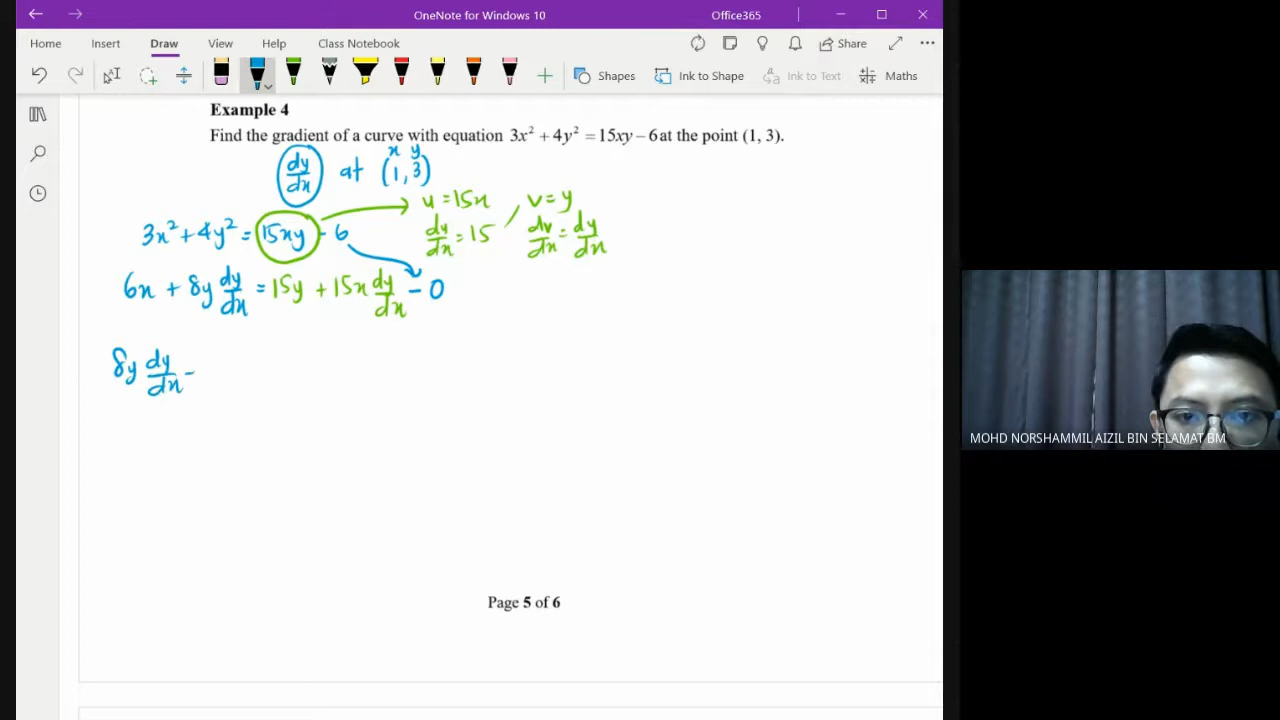 OneNote for Windows 10
Office365
Home Insert Draw View Help Class Notebook
Share
Shapes Ink to Shape Ink to Text Maths
Example 4
Find the gradient of a curve with equation 3x² + 4y² = 15xy − 6 at the point (1, 3).
x y
dy/dx at (1, 3)
u = 15x v = y
3x² + 4y² = 15xy - 6
dy/dx = 15 dv/dx = dy/dx
6x + 8y dy/dx = 15y + 15x dy/dx - 0
8y dy/dx -
MOHD NORSHAMMIL AIZIL BIN SELAMAT BM
Page 5 of 6